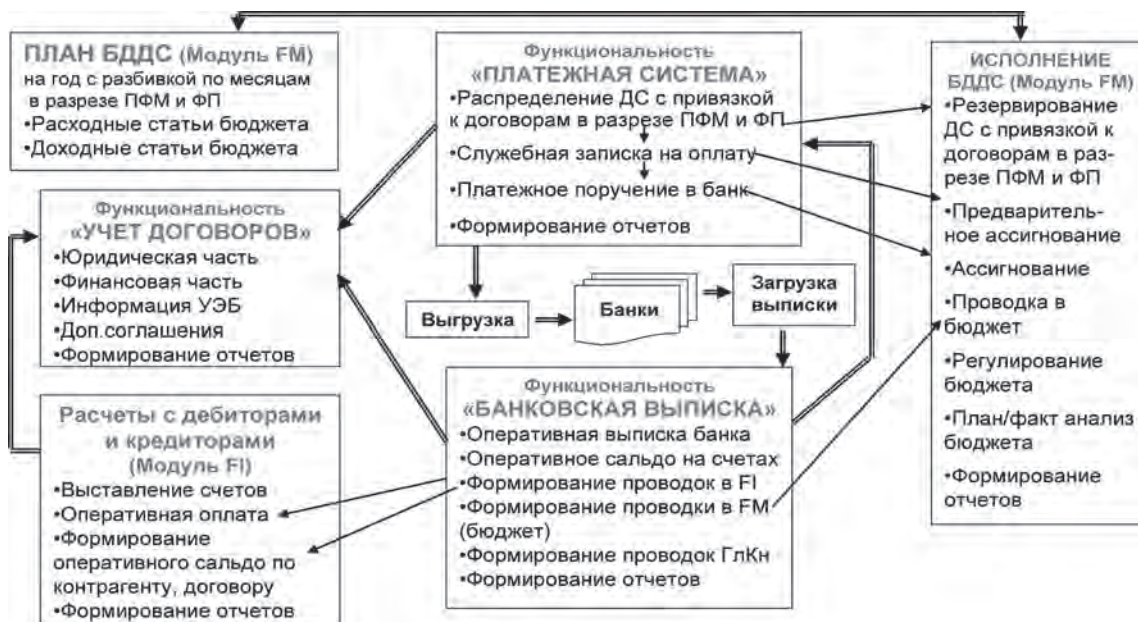 ПЛАН БДДС (Модуль FM)
на год с разбивкой по месяцам
в разрезе ПФМ и ФП
•Расходные статьи бюджета
•Доходные статьи бюджета
Функциональность
«УЧЕТ ДОГОВОРОВ»
•Юридическая часть
•Финансовая часть
•Информация УЭБ
•Доп.соглашения
•Формирование отчетов
Расчеты с дебиторами
и кредиторами
(Модуль FI)
•Выставление счетов
•Оперативная оплата
•Формирование
оперативного сальдо по
контрагенту, договору
•Формирование отчетов
Функциональность
«ПЛАТЕЖНАЯ СИСТЕМА»
•Распределение ДС с привязкой
к договорам в разрезе ПФМ и ФП
•Служебная записка на оплату
•Платежное поручение в банк
•Формирование отчетов
Выгрузка
Банки
Загрузка
выписки
Функциональность
«БАНКОВСКАЯ ВЫПИСКА»
•Оперативная выписка банка
•Оперативное сальдо на счетах
•Формирование проводок в FI
•Формирование проводки в FM
(бюджет)
•Формирование проводок ГлКн
•Формирование отчетов
ИСПОЛНЕНИЕ
БДДС (Модуль FM)
•Резервирование
ДС с привязкой к
договорам в раз-
резе ПФМ и ФП
•Предваритель-
ное ассигнование
•Ассигнование
•Проводка в
бюджет
•Регулирование
бюджета
•План/факт анализ
бюджета
•Формирование
отчетов